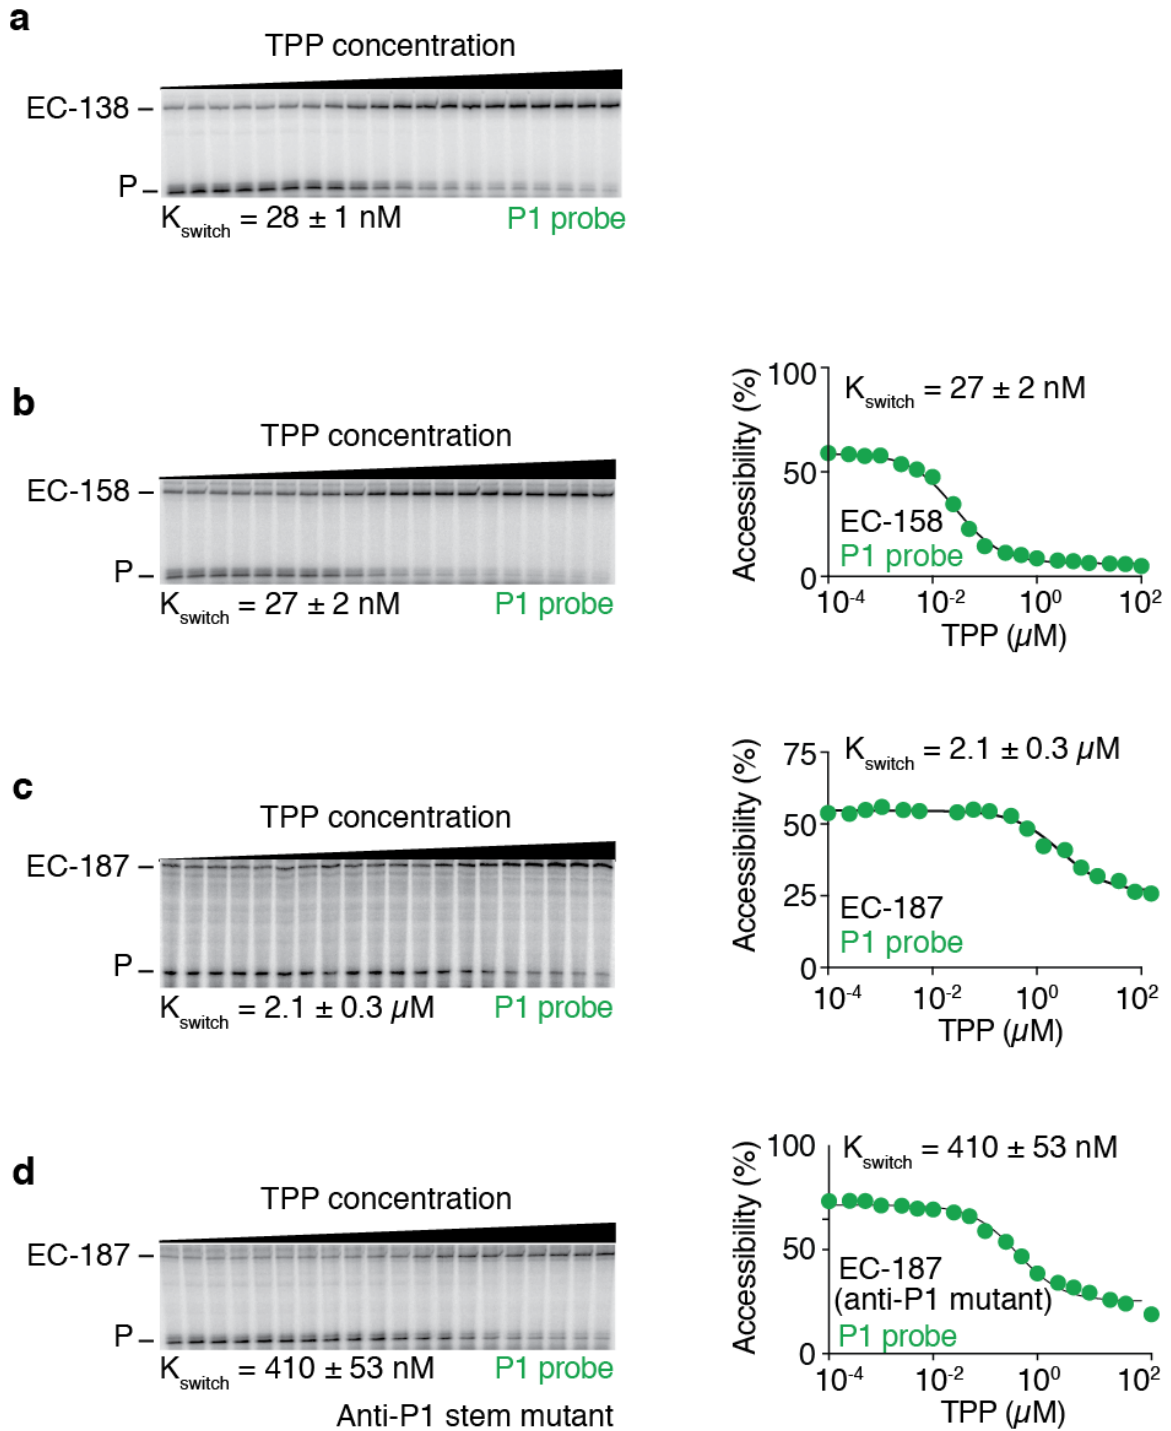 a
TPP concentration
EC-138
P
Kswitch = 28 ± 1 nM
P1 probe
b
TPP concentration
EC-158
P
Kswitch = 27 ± 2 nM
P1 probe
Accessibility (%)
100
50
0
Kswitch = 27 ± 2 nM
EC-158
P1 probe
10-4 10-2 100 102
TPP (µM)
c
TPP concentration
EC-187
P
Kswitch = 2.1 ± 0.3 µM
P1 probe
Accessibility (%)
75
50
25
0
Kswitch = 2.1 ± 0.3 µM
EC-187
P1 probe
10-4 10-2 100 102
TPP (µM)
d
TPP concentration
EC-187
P
Kswitch = 410 ± 53 nM
P1 probe
Anti-P1 stem mutant
Accessibility (%)
100
50
0
Kswitch = 410 ± 53 nM
EC-187
(anti-P1 mutant)
P1 probe
10-4 10-2 100 102
TPP (µM)